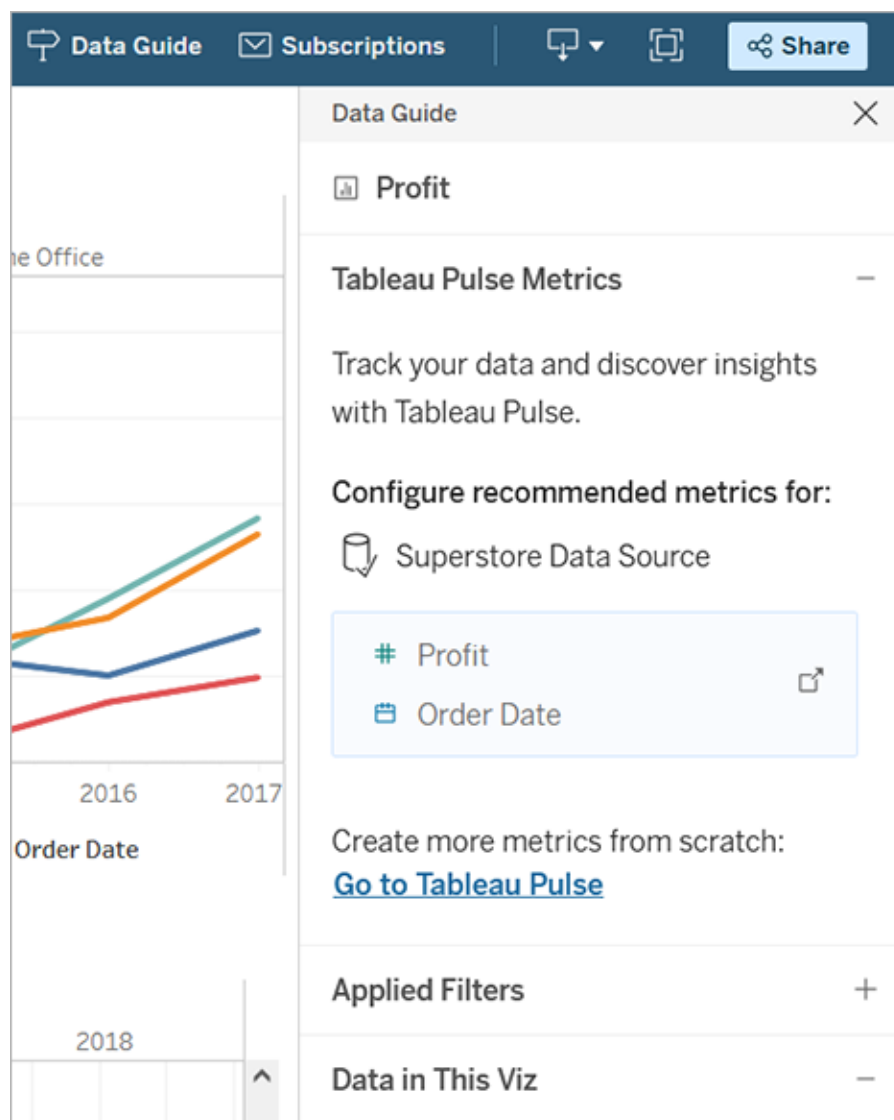 Data Guide Subscriptions Share
Data Guide
Profit
Office
Tableau Pulse Metrics
Track your data and discover insights
with Tableau Pulse.
Configure recommended metrics for:
Superstore Data Source
Profit
Order Date
2016 2017
Order Date
Create more metrics from scratch:
Go to Tableau Pulse
Applied Filters
2018
Data in This Viz